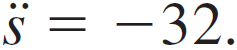 s̈ = −32.